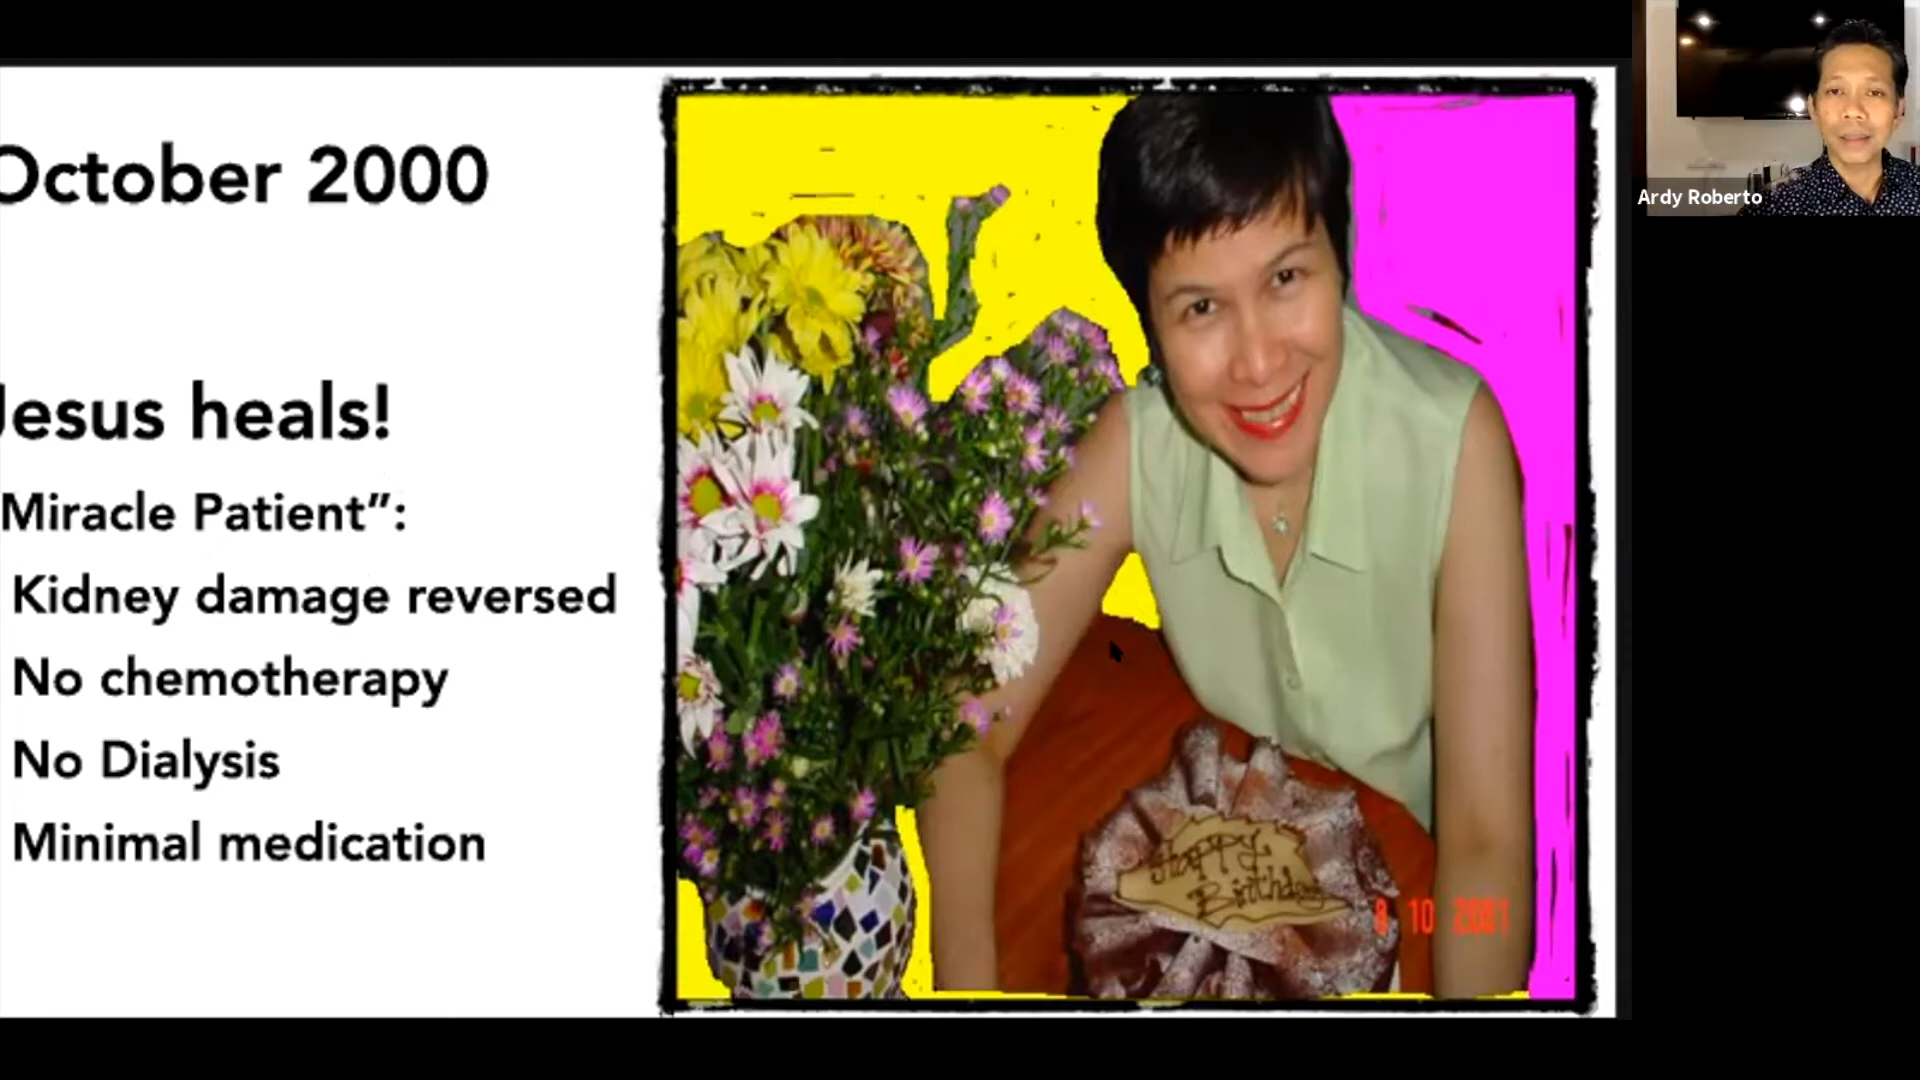 October 2000
Ardy Roberto
Jesus heals!
Miracle Patient”:
Kidney damage reversed
No chemotherapy
No Dialysis
Minimal medication
Happy
Birthday
8 10 2001